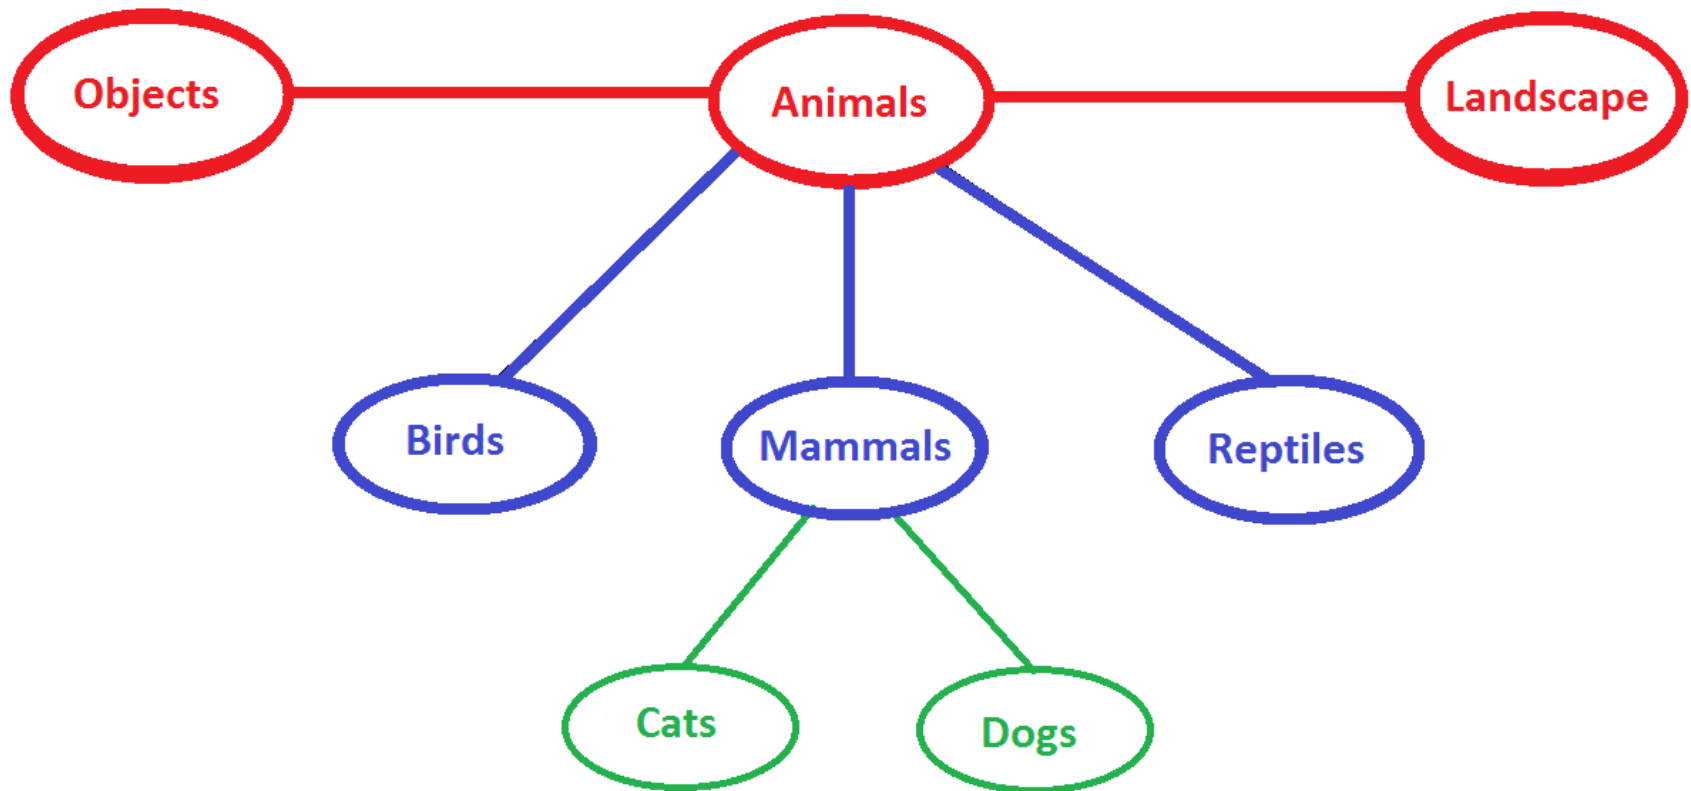 Objects
Animals
Landscape
Birds
Mammals
Reptiles
Cats
Dogs